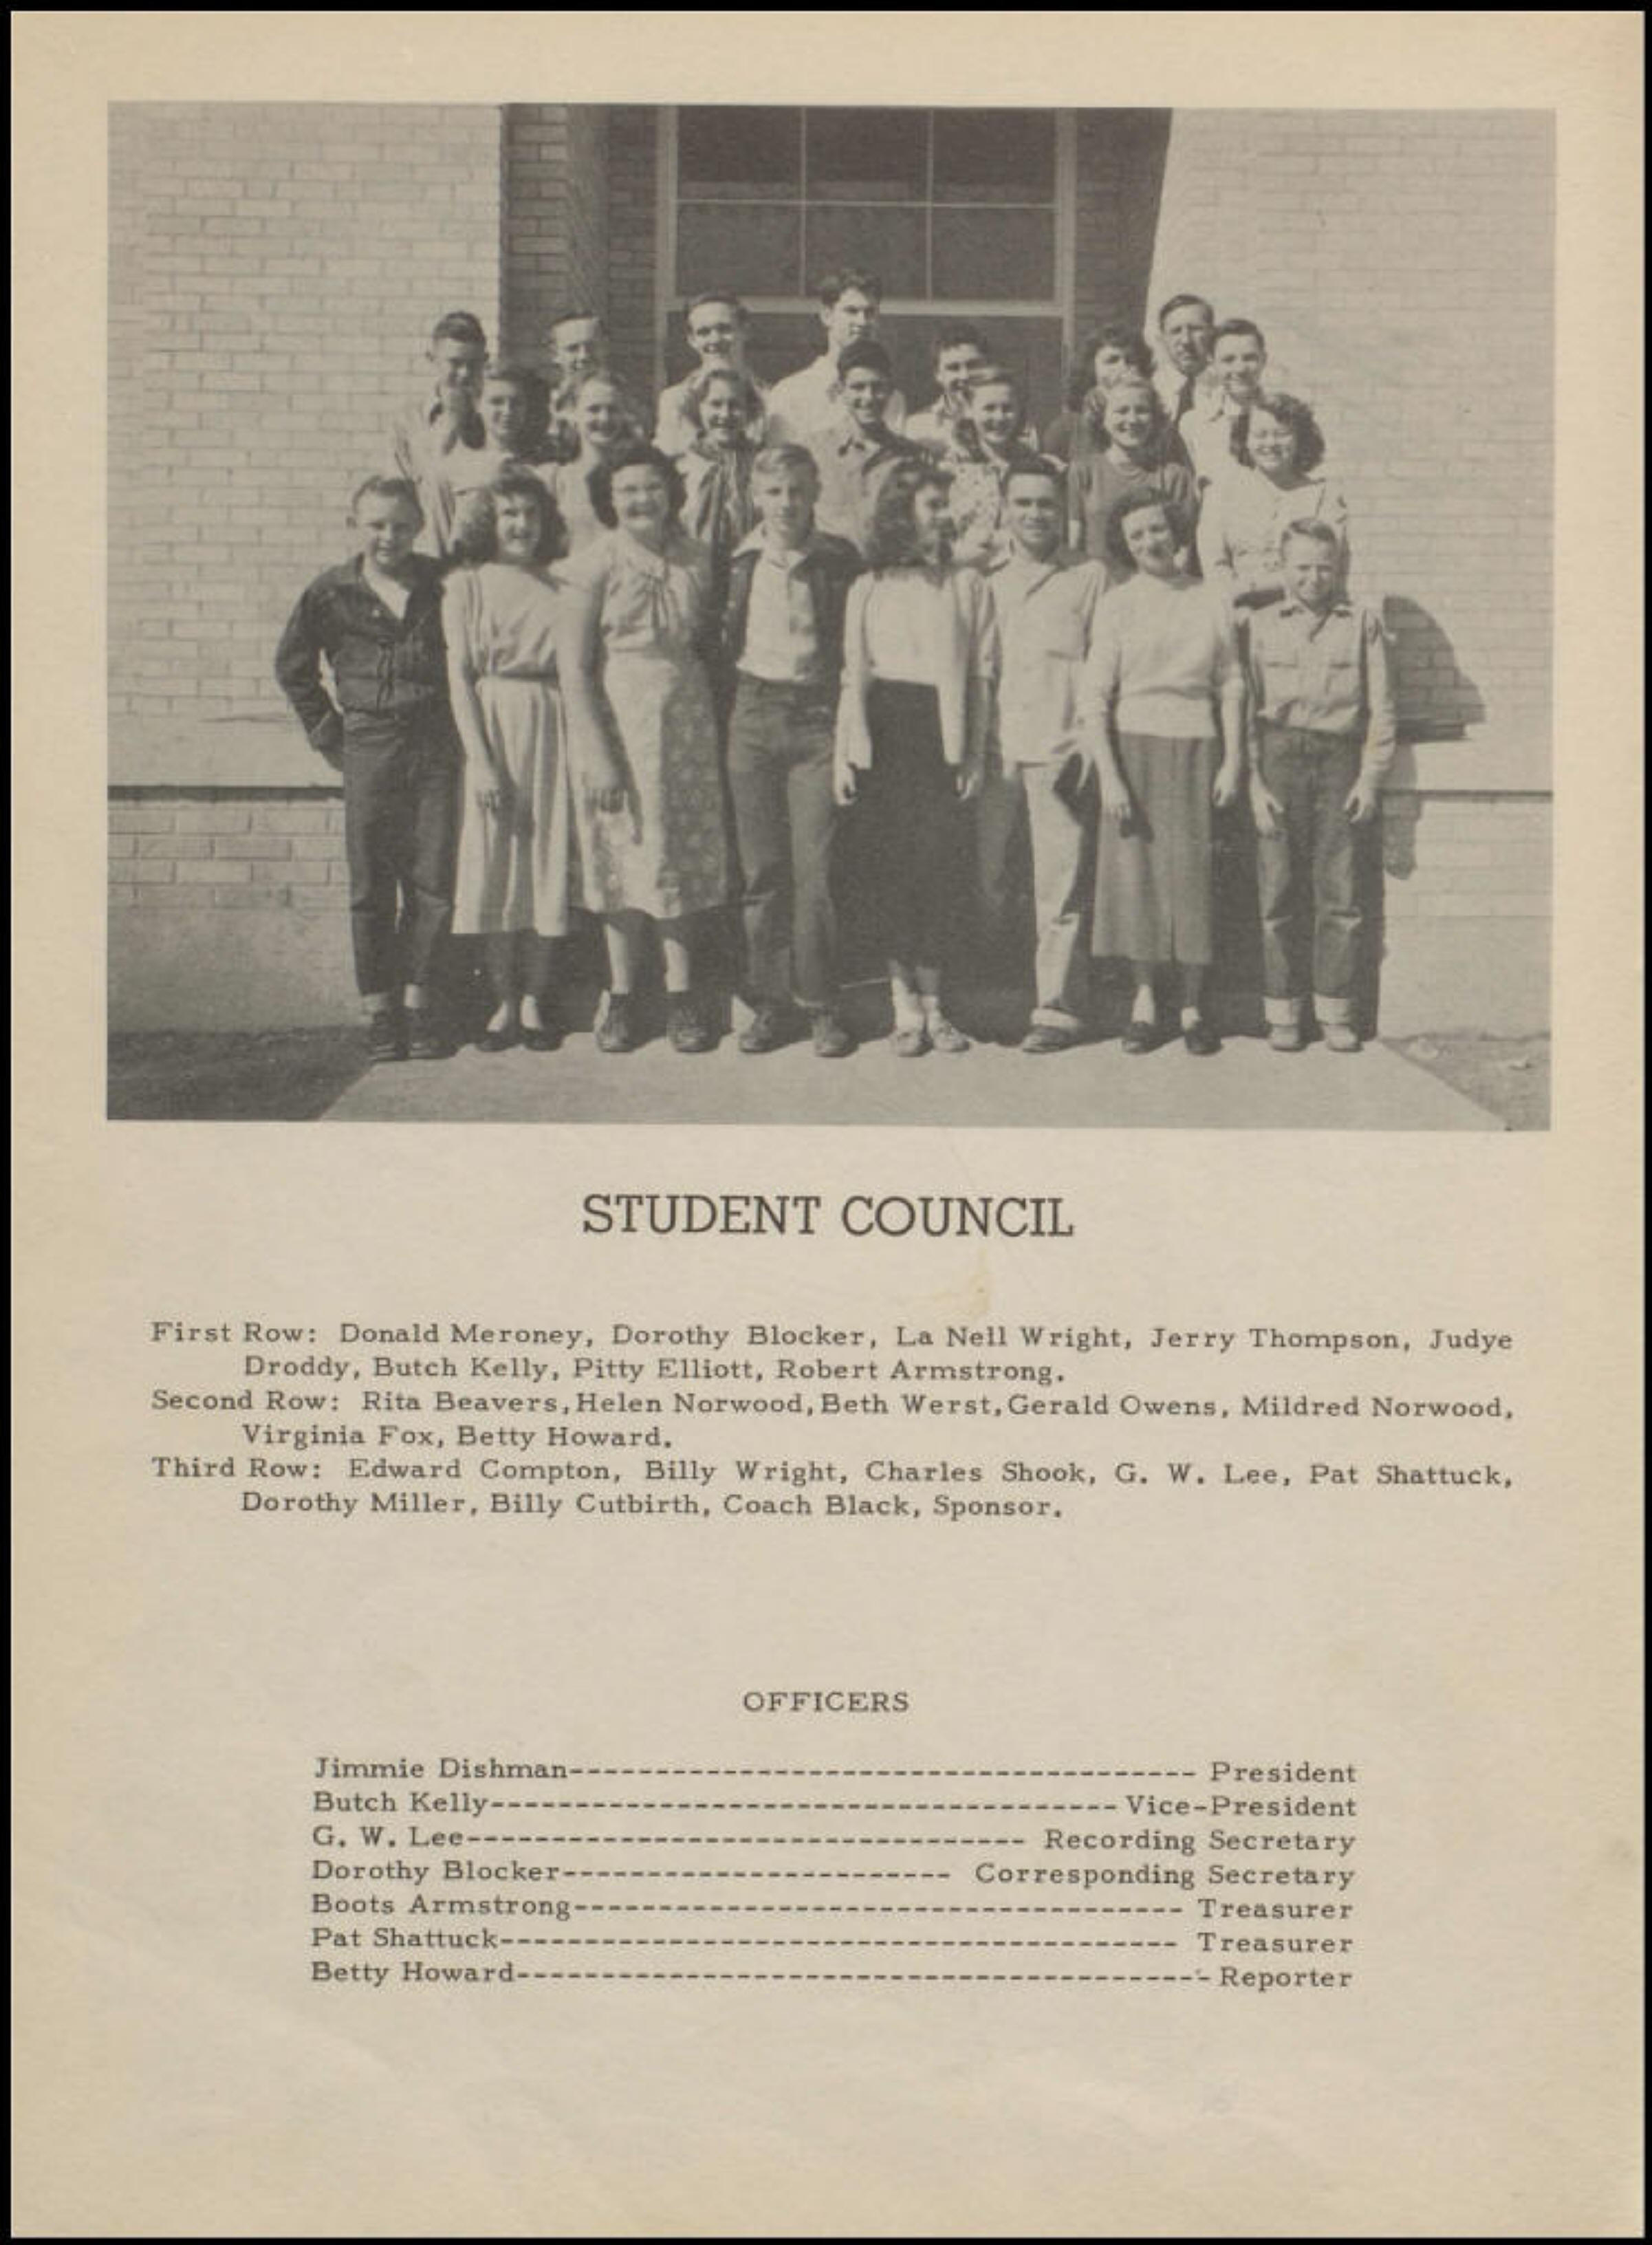 STUDENT COUNCIL
First Row: Donald Meroney, Dorothy Blocker, La Nell Wright, Jerry Thompson, Judye
Droddy, Butch Kelly, Pitty Elliott, Robert Armstrong.
Second Row: Rita Beavers, Helen Norwood, Beth Werst, Gerald Owens, Mildred Norwood,
Virginia Fox, Betty Howard.
Third Row: Edward Compton, Billy Wright, Charles Shook, G. W. Lee, Pat Shattuck,
Dorothy Miller, Billy Cutbirth, Coach Black, Sponsor.
OFFICERS
Jimmie Dishman------------------------------------- President
Butch Kelly------------------------------------- Vice-President
G. W. Lee--------------------------------- Recording Secretary
Dorothy Blocker----------------------- Corresponding Secretary
Boots Armstrong------------------------------------ Treasurer
Pat Shattuck---------------------------------------- Treasurer
Betty Howard----------------------------------------- Reporter